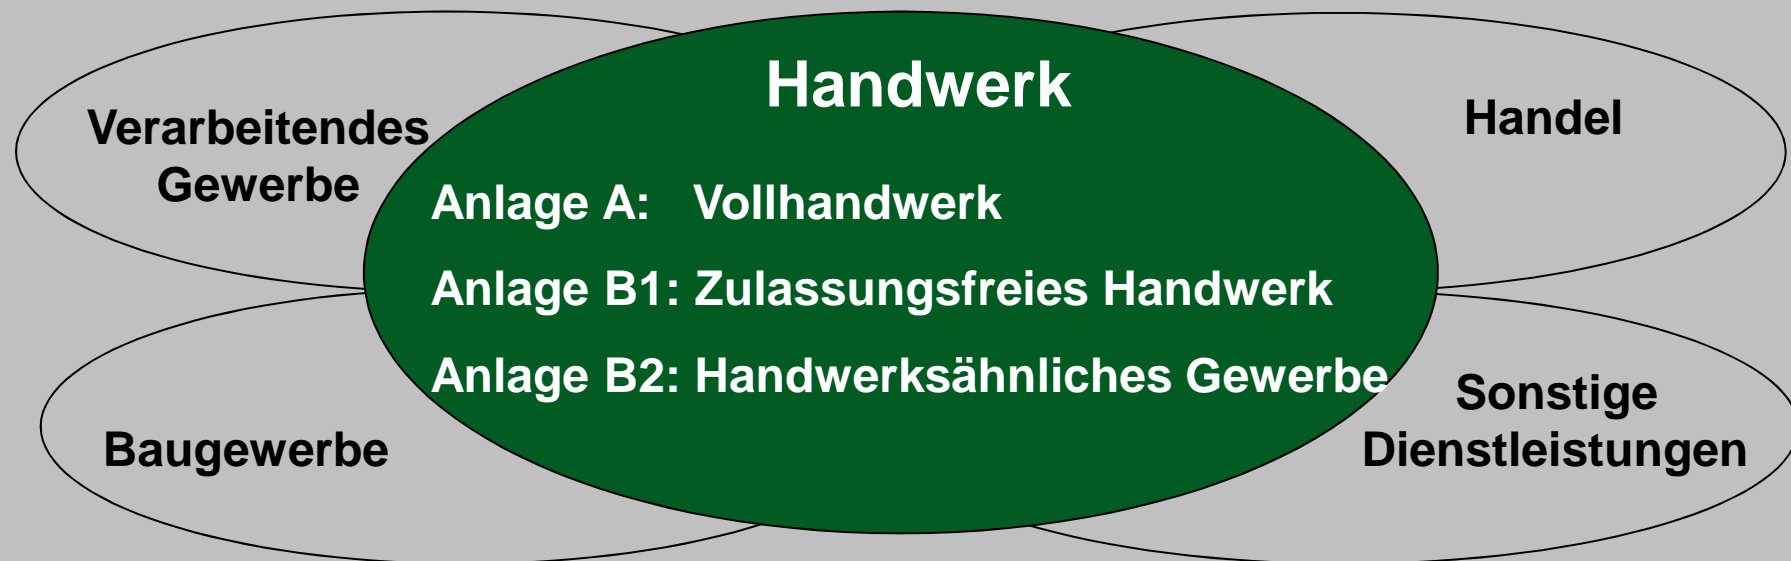 Handwerk
Verarbeitendes
Gewerbe
Handel
Anlage A: Vollhandwerk
Anlage B1: Zulassungsfreies Handwerk
Anlage B2: Handwerksähnliches Gewerbe
Baugewerbe
Sonstige
Dienstleistungen